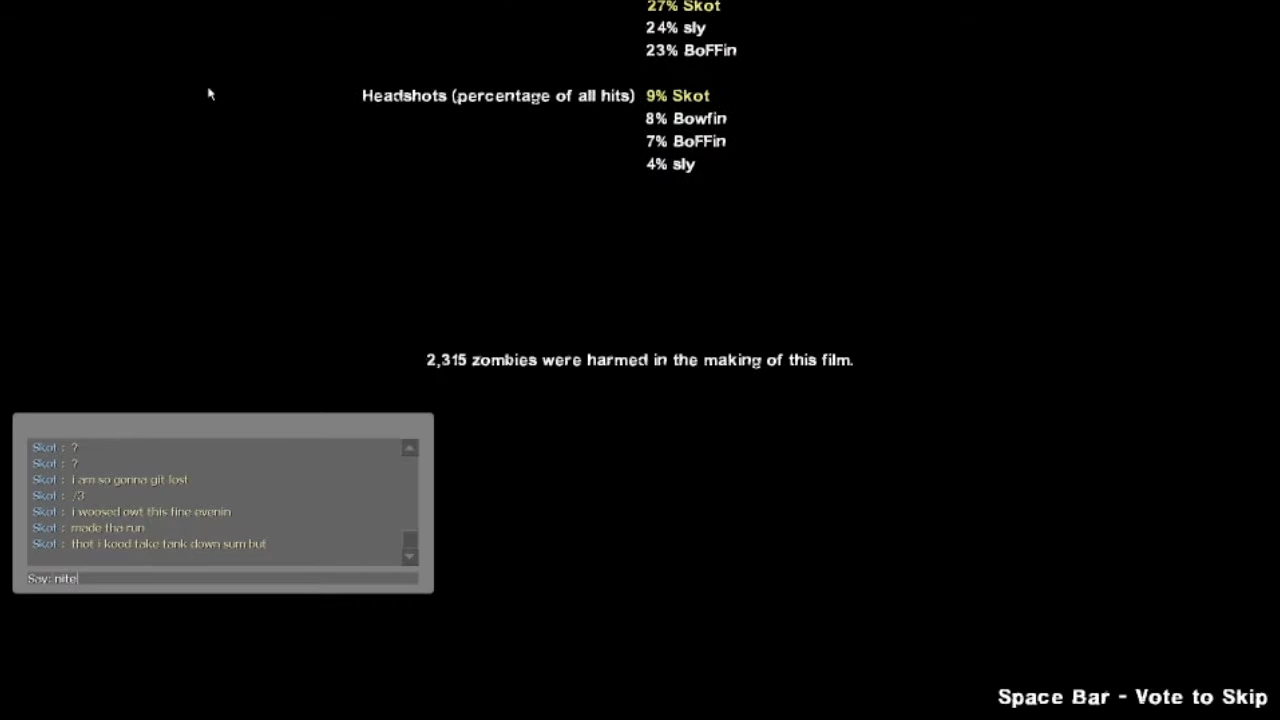 27% Skot
24% sly
23% BoFFin
Headshots (percentage of all hits) 9% Skot
8% Bowfin
7% BoFFin
4% sly
2,315 zombies were harmed in the making of this film.
Skot : ?
Skot : ?
Skot : i am so gonna git lost
Skot : /3
Skot : i woosed owt this fine evenin
Skot : made tha run
Skot : thot i kood take tank down sum but
Say: nite
Space Bar - Vote to Skip